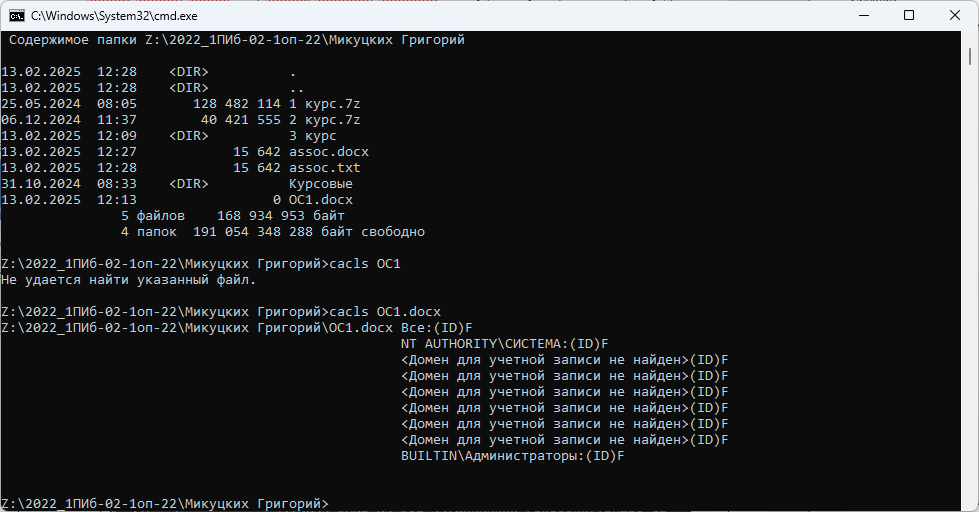 C:\Windows\System32\cmd.exe
Содержимое папки Z:\2022_1ПИб-02-1оп-22\Микуцких Григорий
13.02.2025  12:28    <DIR>          .
13.02.2025  12:28    <DIR>          ..
25.05.2024  08:05       128 482 114 1 курс.7z
06.12.2024  11:37        40 421 555 2 курс.7z
13.02.2025  12:09    <DIR>          3 курс
13.02.2025  12:27            15 642 assoc.docx
13.02.2025  12:28            15 642 assoc.txt
31.10.2024  08:33    <DIR>          Курсовые
13.02.2025  12:13                 0 ОС1.docx
               5 файлов    168 934 953 байт
               4 папок  191 054 348 288 байт свободно
Z:\2022_1ПИб-02-1оп-22\Микуцких Григорий>cacls ОС1
Не удается найти указанный файл.
Z:\2022_1ПИб-02-1оп-22\Микуцких Григорий>cacls ОС1.docx
Z:\2022_1ПИб-02-1оп-22\Микуцких Григорий\ОС1.docx Все:(ID)F
NT AUTHORITY\СИСТЕМА:(ID)F
<Домен для учетной записи не найден>(ID)F
<Домен для учетной записи не найден>(ID)F
<Домен для учетной записи не найден>(ID)F
<Домен для учетной записи не найден>(ID)F
<Домен для учетной записи не найден>(ID)F
<Домен для учетной записи не найден>(ID)F
BUILTIN\Администраторы:(ID)F
Z:\2022_1ПИб-02-1оп-22\Микуцких Григорий>